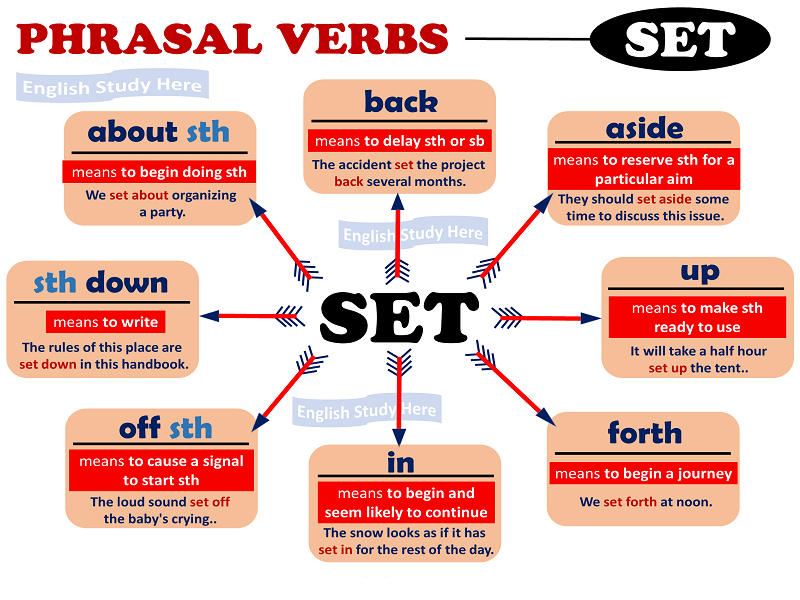 PHRASAL VERBS
SET
English Study Here
about sth
means to begin doing sth
We set about organizing
a party.
back
means to delay sth or sb
The accident set the project
back several months.
aside
means to reserve sth for a
particular aim
They should set aside some
time to discuss this issue.
English Study Here
sth down
means to write
The rules of this place are
set down in this handbook.
SET
up
means to make sth
ready to use
It will take a half hour
set up the tent..
English Study Here
off sth
means to cause a signal
to start sth
The loud sound set off
the baby's crying..
in
means to begin and
seem likely to continue
The snow looks as if it has
set in for the rest of the day.
forth
means to begin a journey
We set forth at noon.